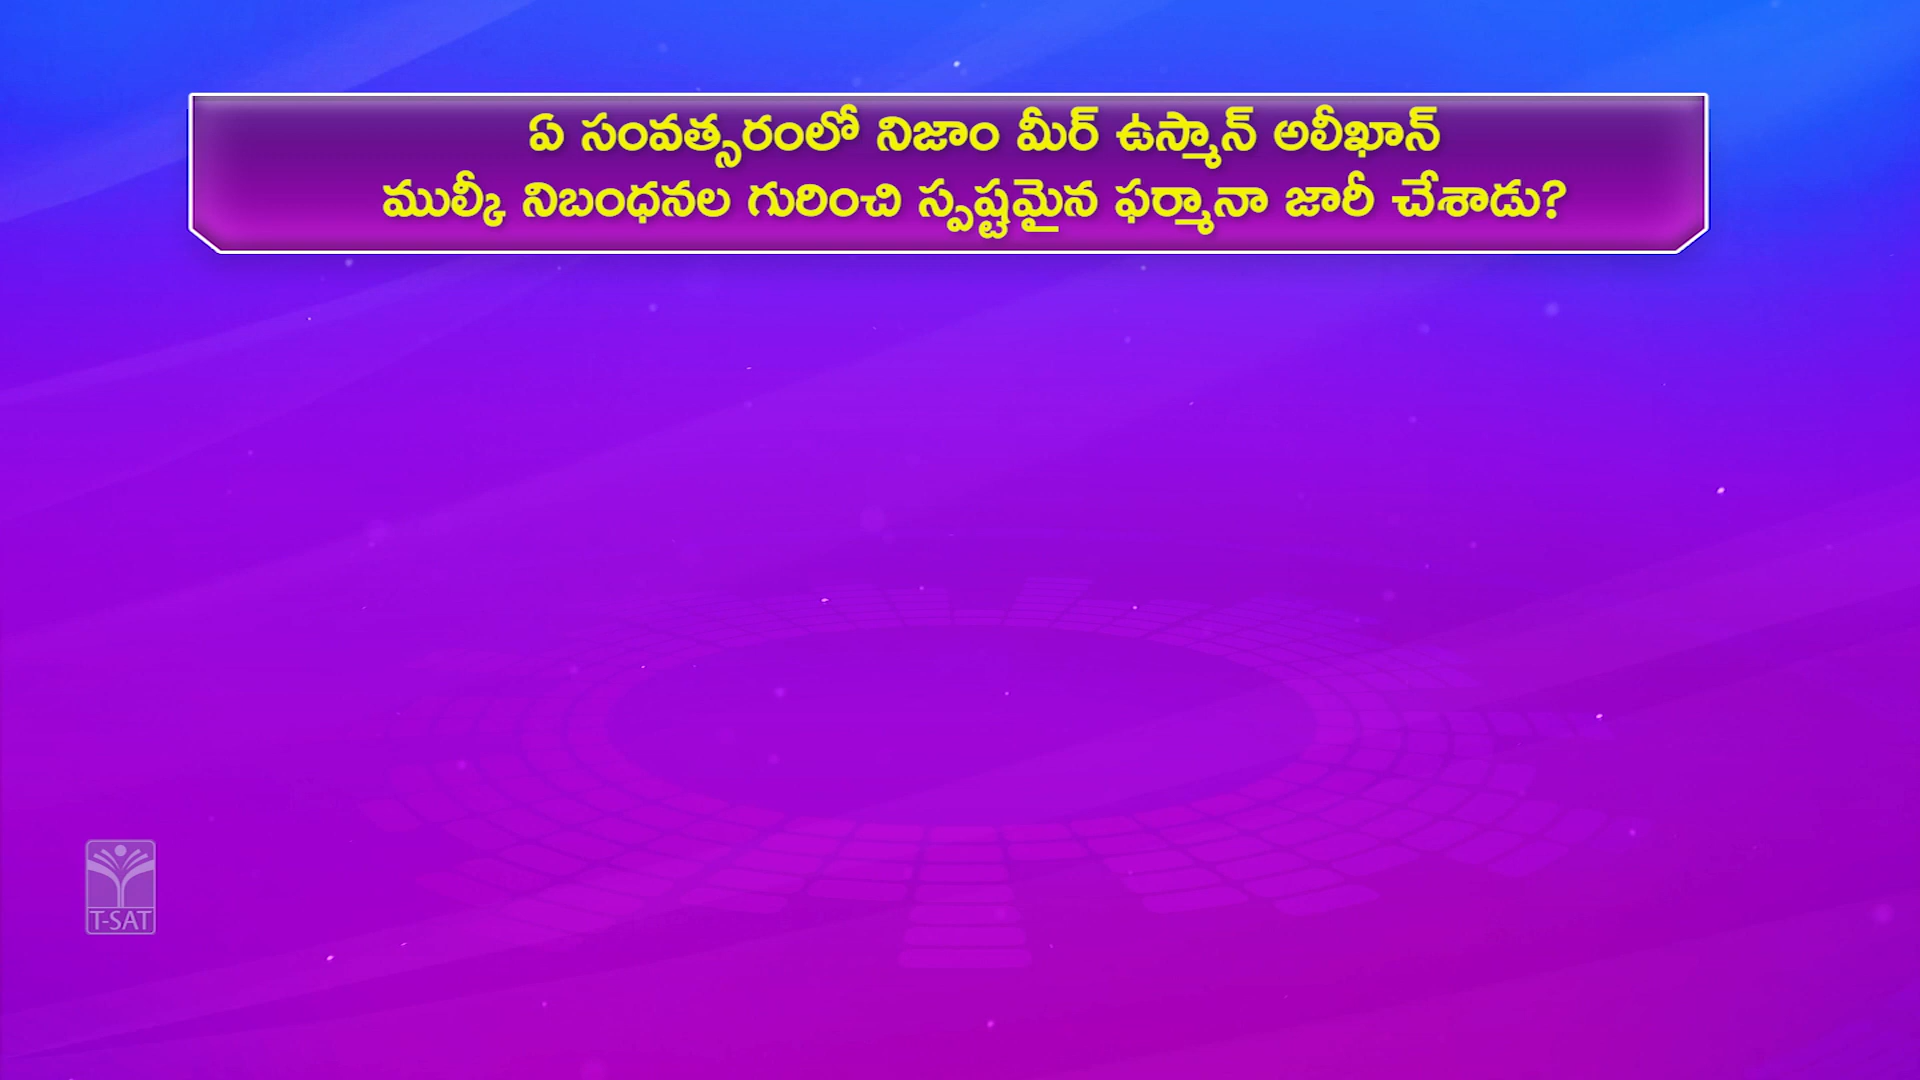 ఏ సంవత్సరంలో నిజాం మీర్ ఉస్మాన్ అలీఖాన్
ముల్కీ నిబంధనల గురించి స్పష్టమైన ఫర్మానా జారీ చేశాడు?
T-SAT